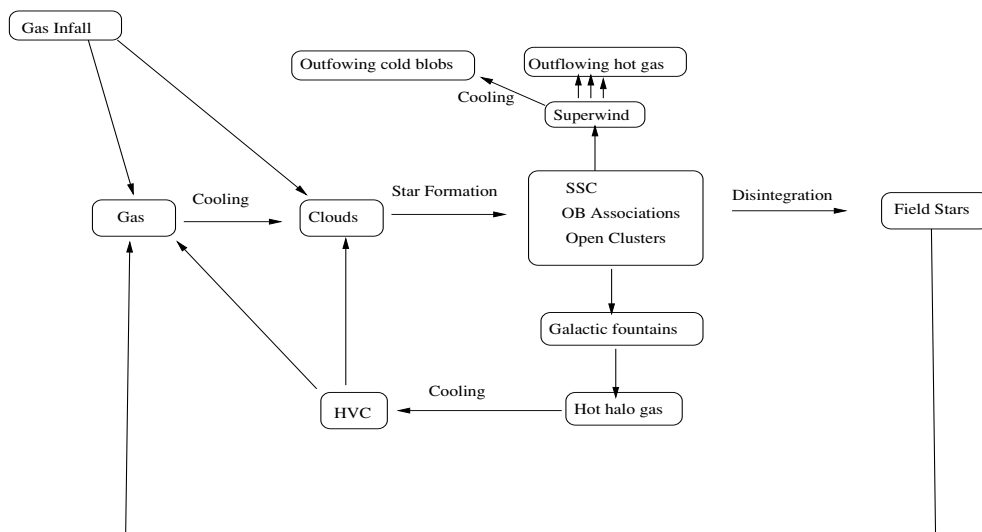 Gas Infall
Outfowing cold blobs
Outflowing hot gas
Cooling
Superwind
Cooling
Star Formation
SSC
OB Associations
Open Clusters
Disintegration
Gas
Clouds
Field Stars
Galactic fountains
Cooling
HVC
Hot halo gas